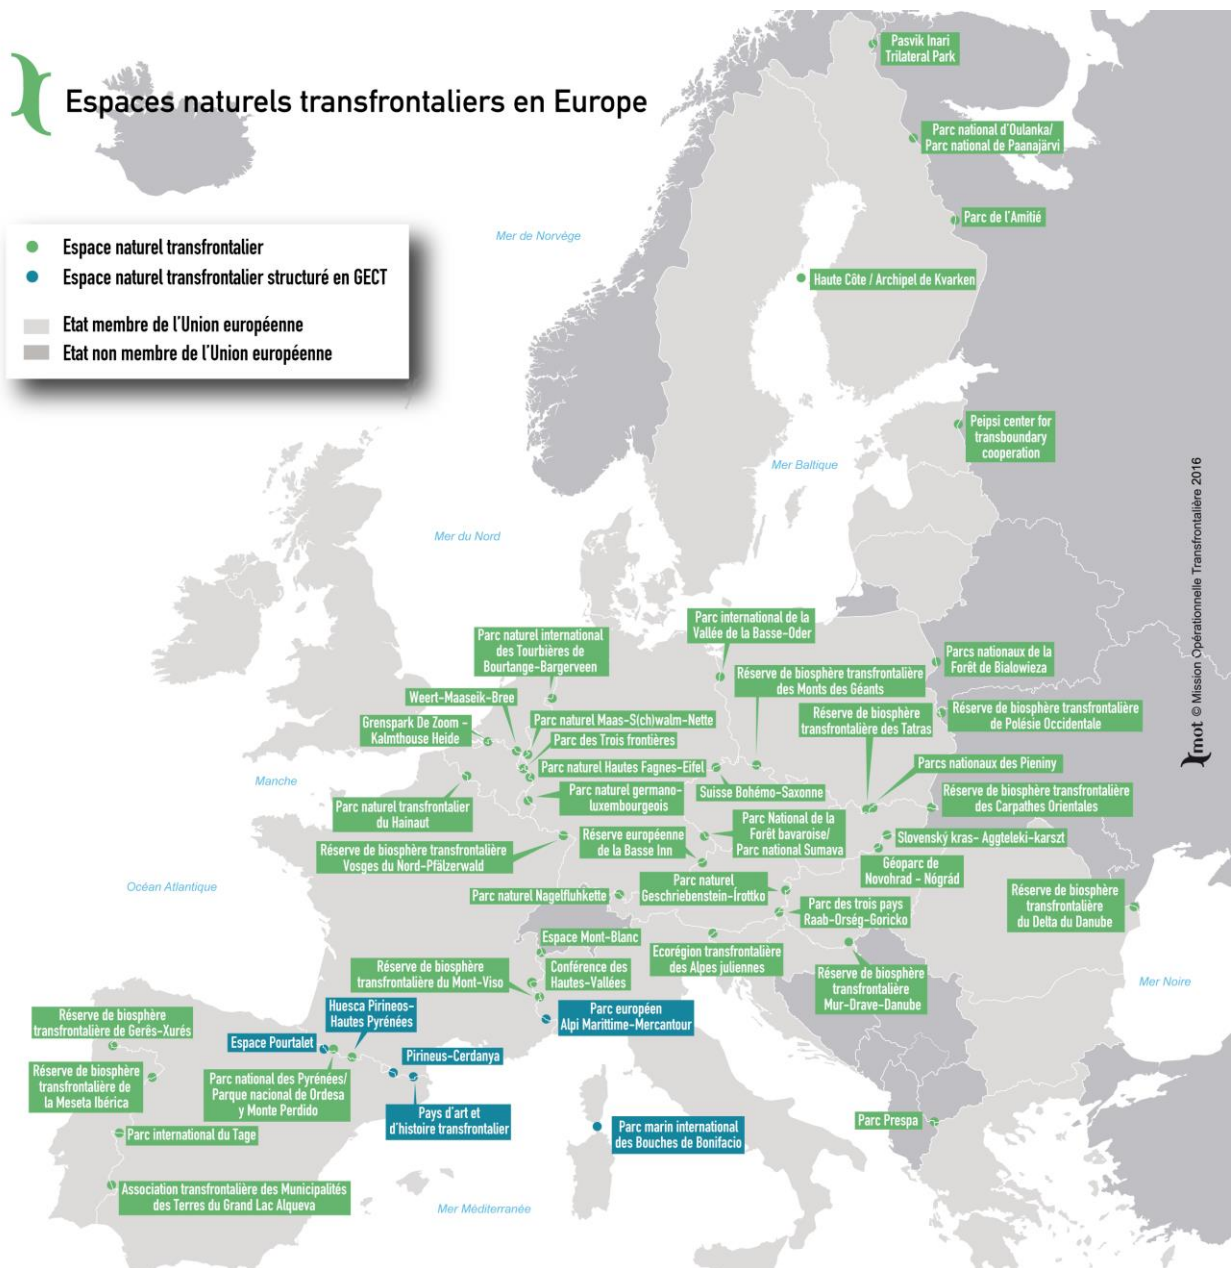 Espaces naturels transfrontaliers en Europe
Espace naturel transfrontalier
Espace naturel transfrontalier structuré en GECT
Etat membre de l'Union européenne
Etat non membre de l'Union européenne
Pasvik Inari
Trilateral Park
Parc national d'Oulanka/
Parc national de Paanajärvi
Parc de l'Amitié
Mer de Norvége
Haute Côte / Archipel de Kvarken
Peipsi center for
transboundary
cooperation
Mer Baltique
Mer du Nord
mot © Mission Opérationnelle Transfrontalière 2016
Parc international de la
Vallée de la Basse-Oder
Parc naturel international
des Tourbières de
Bourtange-Bargerveen
Parcs nationaux de la
Forêt de Bialowieza
Réserve de biosphère transfrontalière
des Monts des Géants
Weert-Maaseik-Bree
Grenspark De Zoom -
Kalmthouse Heide
Parc naturel Maas-S(ch)walm-Nette
Parc des Trois frontières
Réserve de biosphère
transfrontalière des Tatras
Réserve de biosphère transfrontalière
de Polésie Occidentale
Parcs nationaux des Pieniny
Manche
Parc naturel Hautes Fagnes-Eifel
Suisse Bohémo-Saxonne
Parc naturel transfrontalier
du Hainaut
Parc naturel germano-
luxembourgeois
Réserve de biosphère transfrontalière
des Carpathes Orientales
Réserve de biosphère transfrontalière
Vosges du Nord-Pfälzerwald
Réserve européenne
de la Basse Inn
Parc National de la
Forêt bavaroise/
Parc national Sumava
Slovenský kras- Aggteleki-karszt
Géoparc de
Novohrad - Nógrád
Océan Atlantique
Parc naturel Nagelfluhkette
Parc naturel
Geschriebenstein-Írottko
Parc des trois pays
Raab-Orség-Goricko
Réserve de biosphère
transfrontalière
du Delta du Danube
Espace Mont-Blanc
Ecorégion transfrontalière
des Alpes juliennes
Réserve de biosphère
transfrontalière du Mont-Viso
Conférence des
Hautes-Vallées
Réserve de biosphère
transfrontalière
Mur-Drave-Danube
Mer Noire
Huesca Pirineos-
Hautes Pyrénées
Parc européen
Alpi Marittime-Mercantour
Réserve de biosphère
transfrontalière de Gerês-Xurés
Espace Pourtalet
Pirineus-Cerdanya
Réserve de biosphère
transfrontalière de
la Meseta Ibérica
Parc national des Pyrénées/
Parque nacional de Ordesa
y Monte Perdido
Pays d'art et
d'histoire transfrontalier
Parc international du Tage
Parc marin international
des Bouches de Bonifacio
Parc Prespa
Association transfrontalière des Municipalités
des Terres du Grand Lac Alqueva
Mer Méditerranée